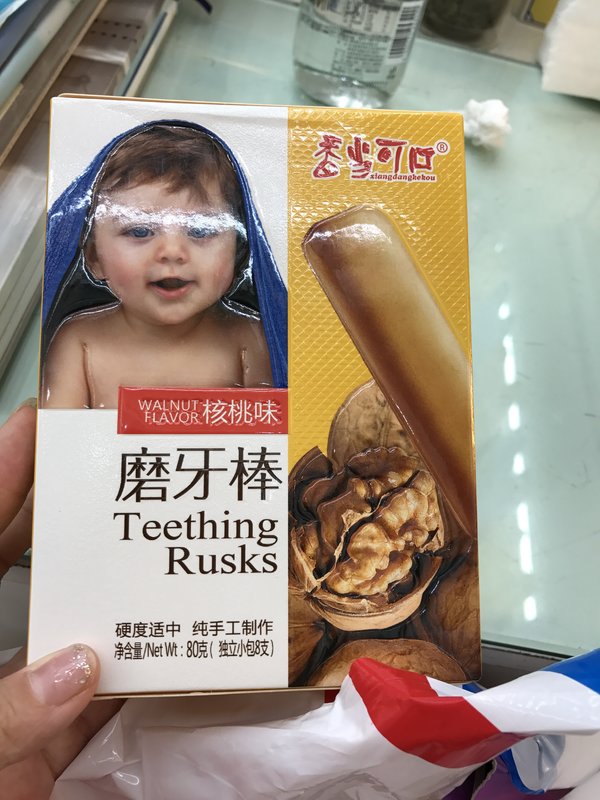 香当可口®
xiangdangkekou
WALNUT
FLAVOR 核桃味
磨牙棒
Teething
Rusks
硬度适中 纯手工制作
净含量/Net Wt: 80克( 独立小包8支)